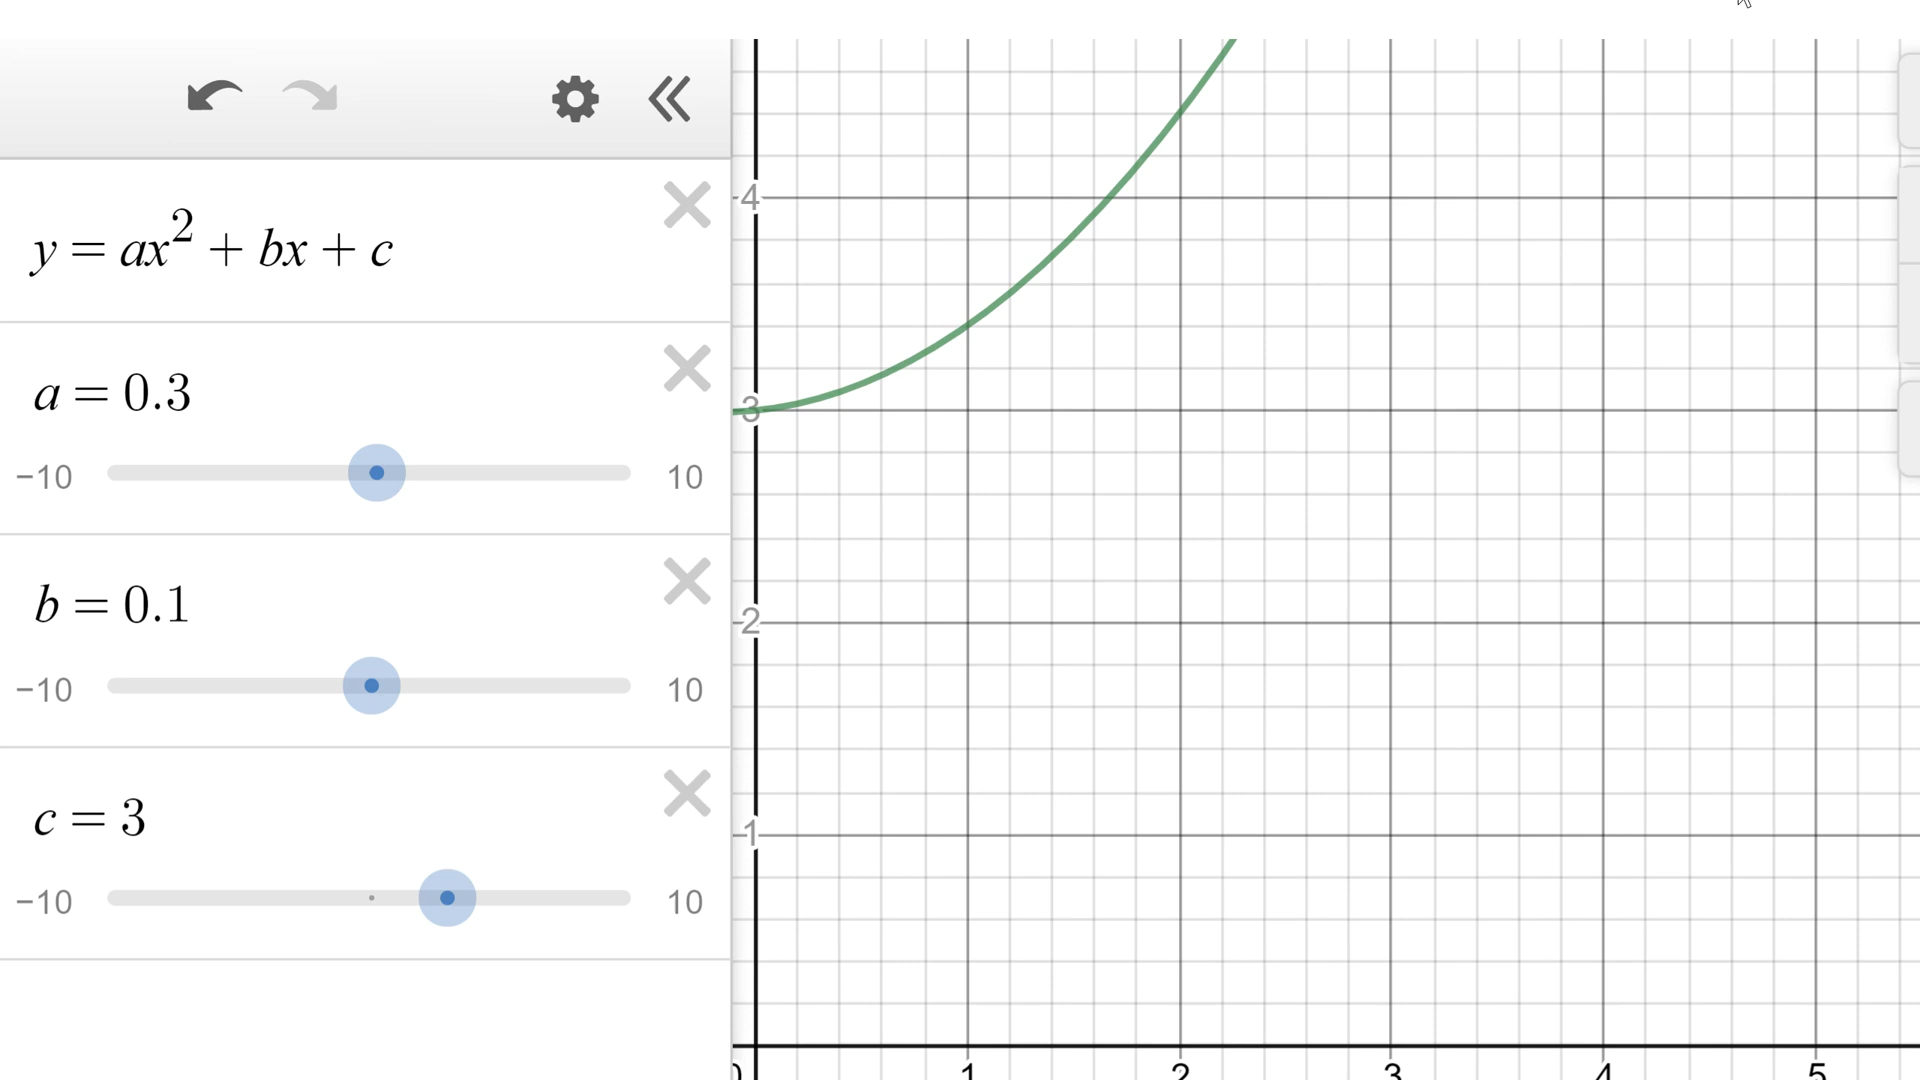 y = ax² + bx + c
a = 0.3
−10 10
b = 0.1
−10 10
c = 3
−10 10
4
3
2
1
0 1 2 3 4 5